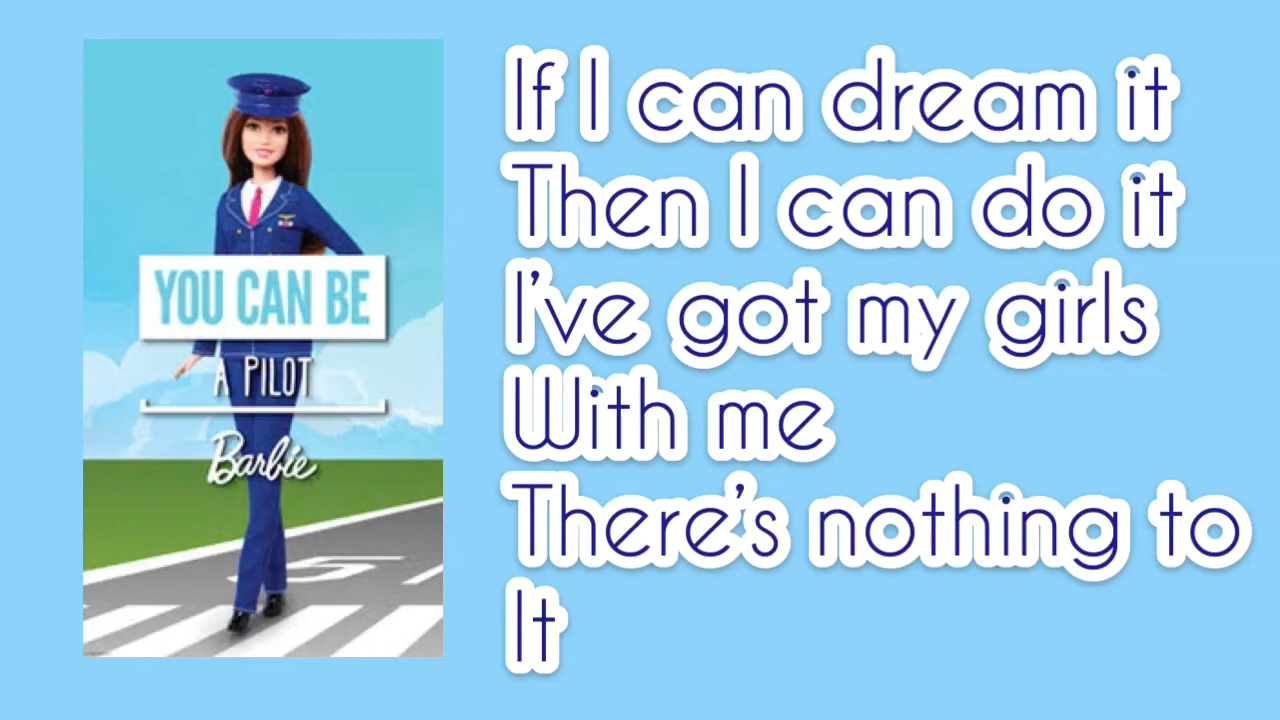 YOU CAN BE
A PILOT
Barbie
If I can dream it
Then I can do it
I've got my girls
With me
There's nothing to
It